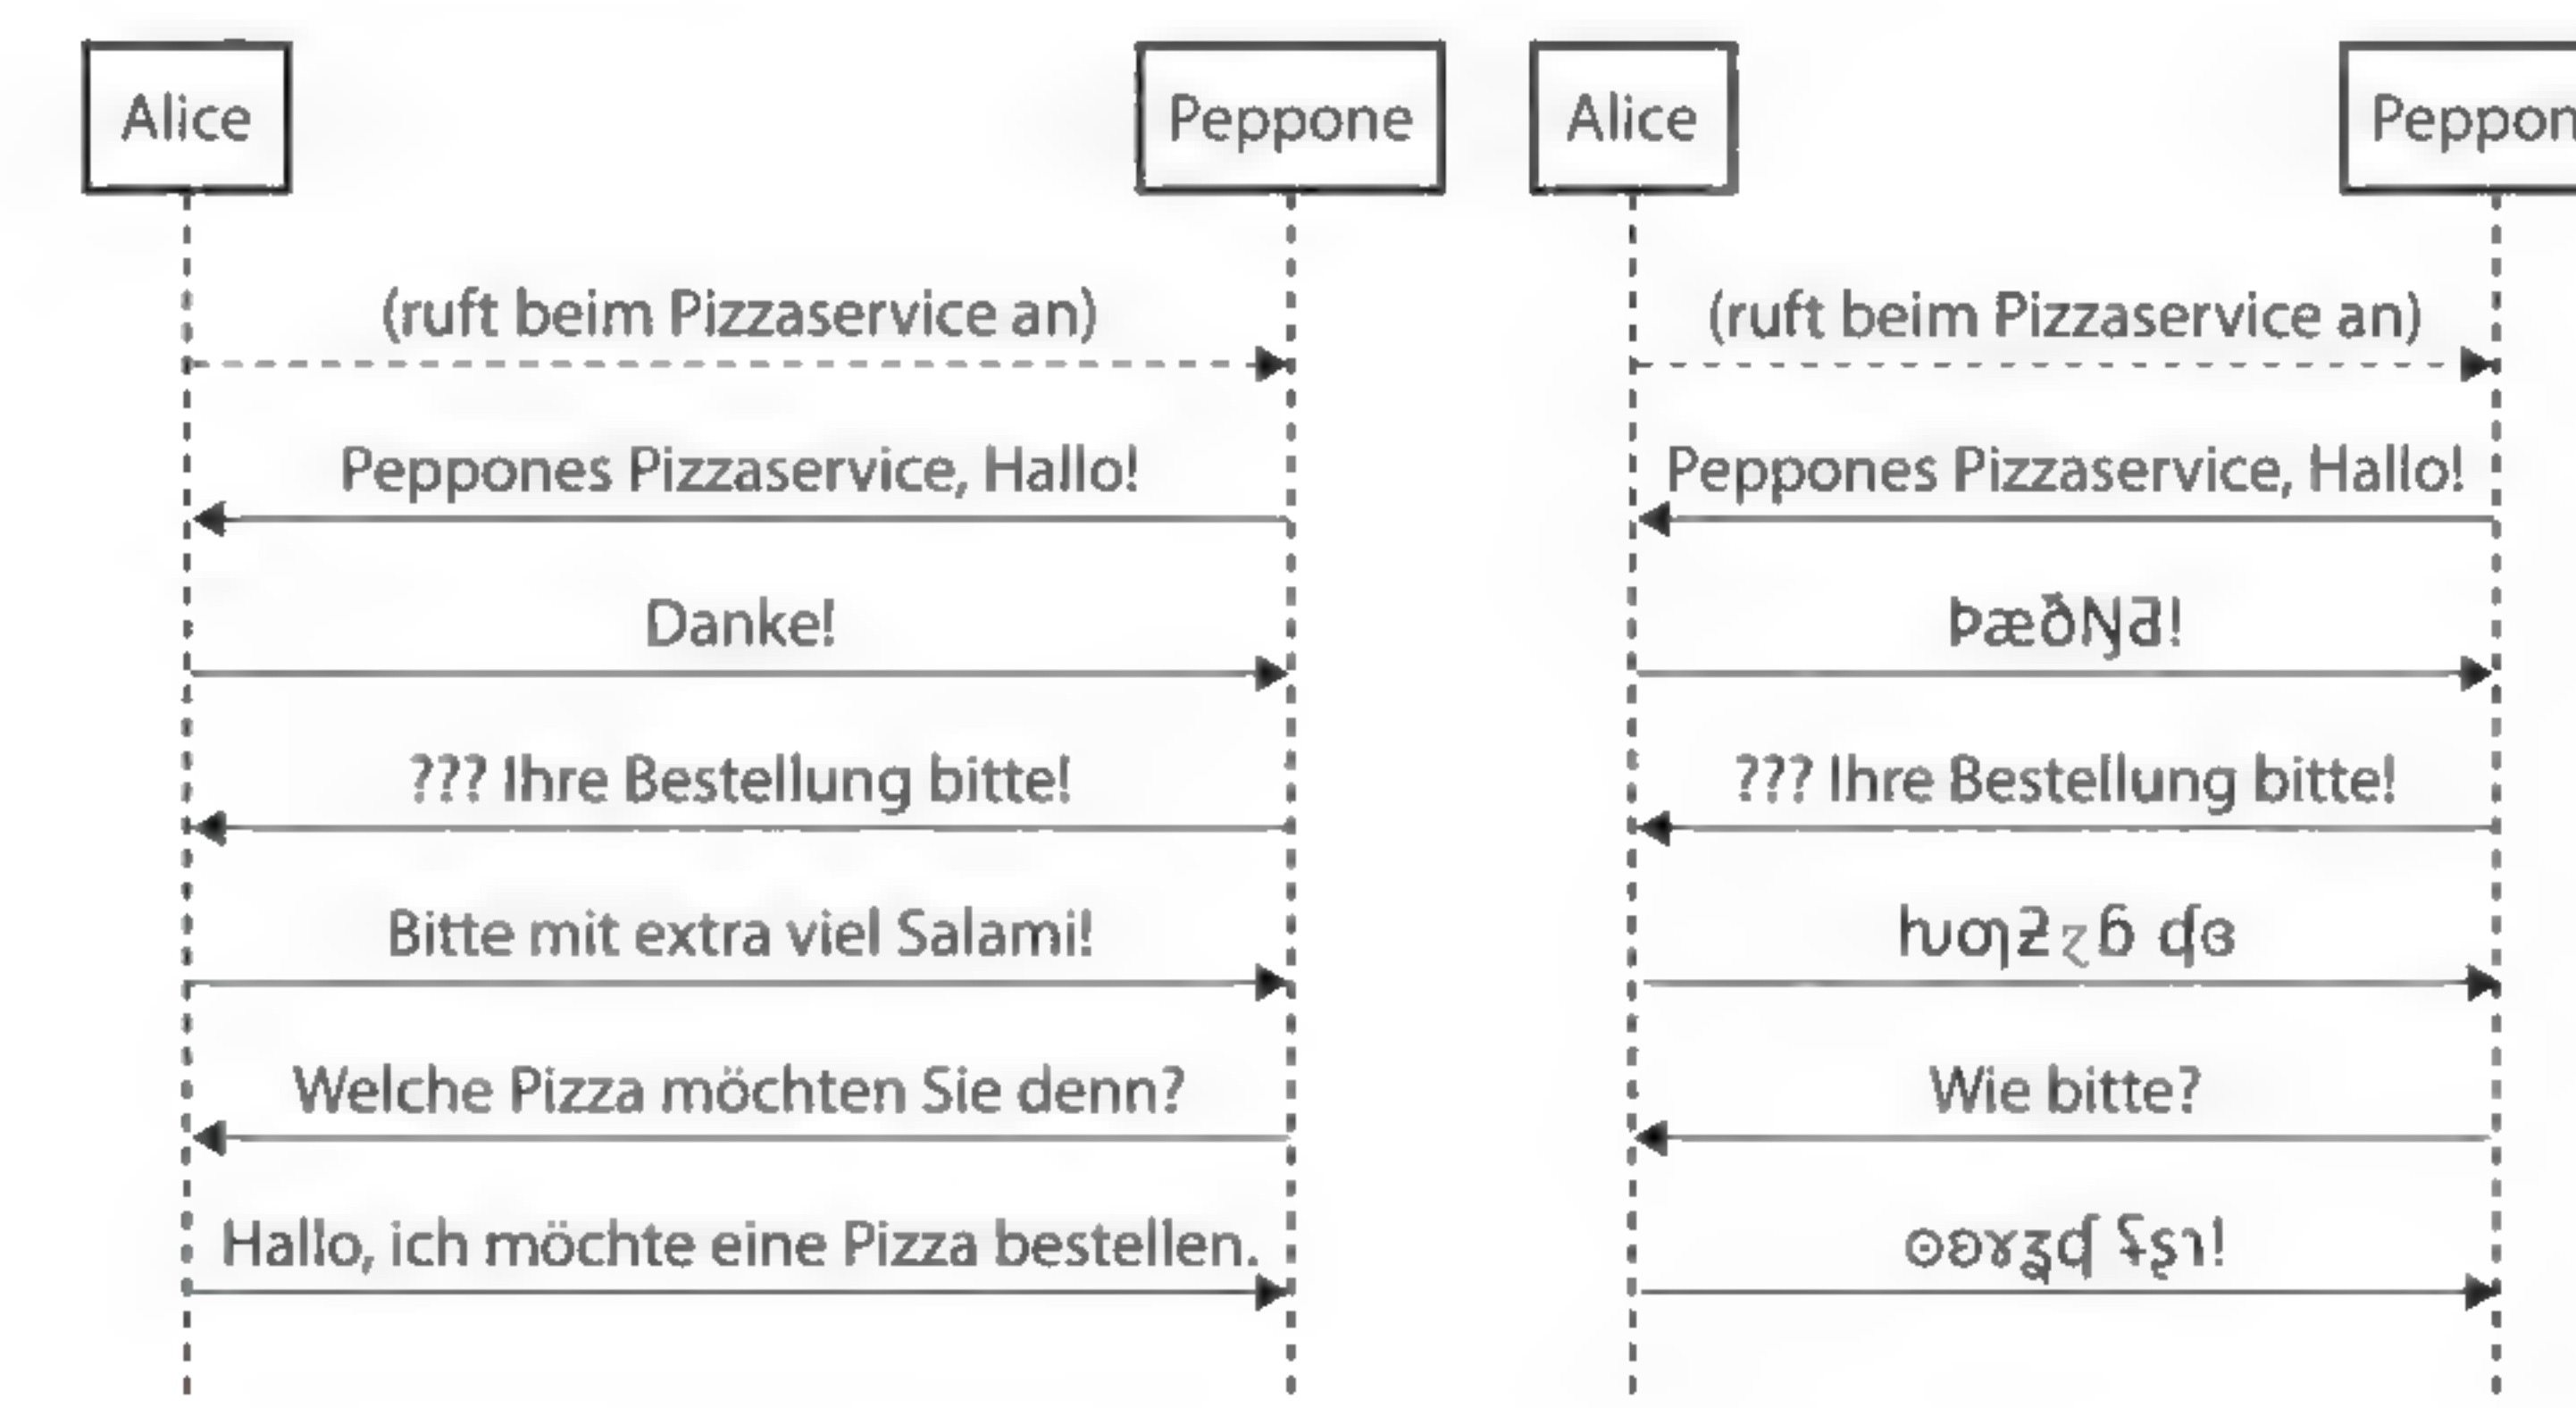 Alice
Peppone
(ruft beim Pizzaservice an)
Peppones Pizzaservice, Hallo!
Danke!
??? Ihre Bestellung bitte!
Bitte mit extra viel Salami!
Welche Pizza möchten Sie denn?
Hallo, ich möchte eine Pizza bestellen.
Alice
Peppon
(ruft beim Pizzaservice an)
Peppones Pizzaservice, Hallo!
??? Ihre Bestellung bitte!
Wie bitte?